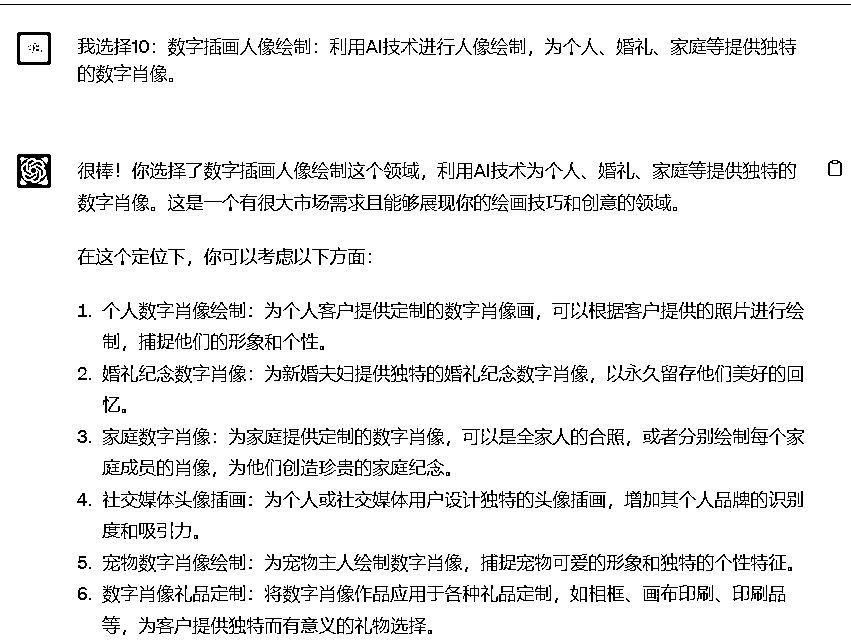 我选择10：数字插画人像绘制：利用AI技术进行人像绘制，为个人、婚礼、家庭等提供独特
的数字肖像。
很棒！你选择了数字插画人像绘制这个领域，利用AI技术为个人、婚礼、家庭等提供独特的
数字肖像。这是一个有很大市场需求且能够展现你的绘画技巧和创意的领域。
在这个定位下，你可以考虑以下方面：
1. 个人数字肖像绘制：为个人客户提供定制的数字肖像画，可以根据客户提供的照片进行绘
制，捕捉他们的形象和个性。
2. 婚礼纪念数字肖像：为新婚夫妇提供独特的婚礼纪念数字肖像，以永久留存他们美好的回
忆。
3. 家庭数字肖像：为家庭提供定制的数字肖像，可以是全家人的合照，或者分别绘制每个家
庭成员的肖像，为他们创造珍贵的家庭纪念。
4. 社交媒体头像插画：为个人或社交媒体用户设计独特的头像插画，增加其个人品牌的识别
度和吸引力。
5. 宠物数字肖像绘制：为宠物主人绘制数字肖像，捕捉宠物可爱的形象和独特的个性特征。
6. 数字肖像礼品定制：将数字肖像作品应用于各种礼品定制，如相框、画布印刷、印刷品
等，为客户提供独特而有意义的礼物选择。